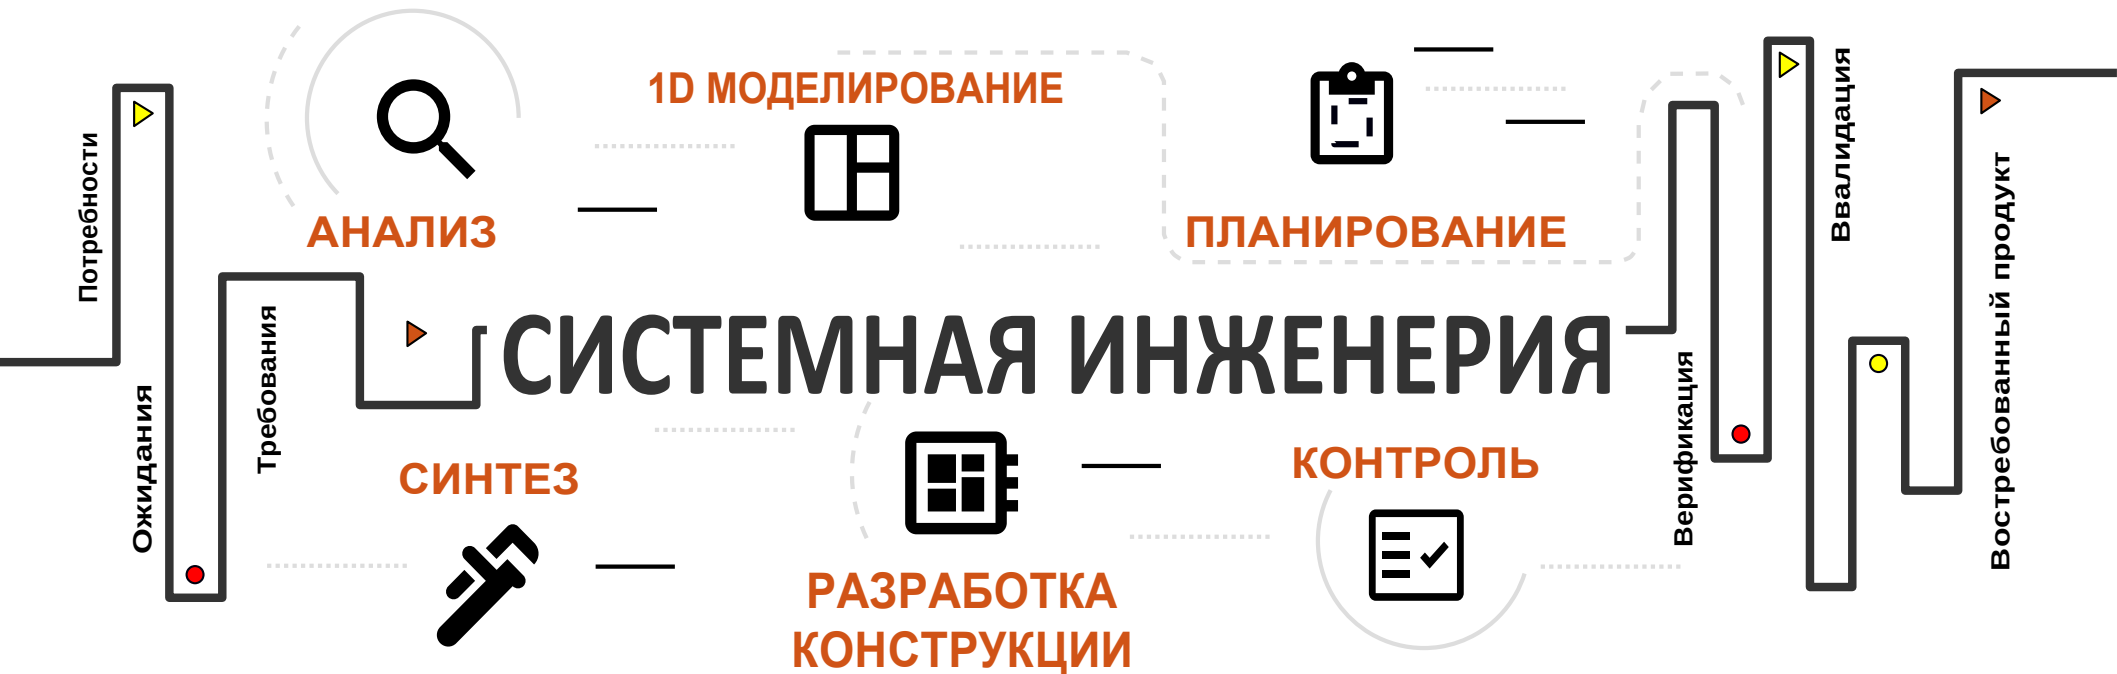 Потребности
Ожидания
Требования
АНАЛИЗ
1D МОДЕЛИРОВАНИЕ
ПЛАНИРОВАНИЕ
СИСТЕМНАЯ ИНЖЕНЕРИЯ
СИНТЕЗ
РАЗРАБОТКА
КОНСТРУКЦИИ
КОНТРОЛЬ
Верификация
Ввалидация
Востребованный продукт